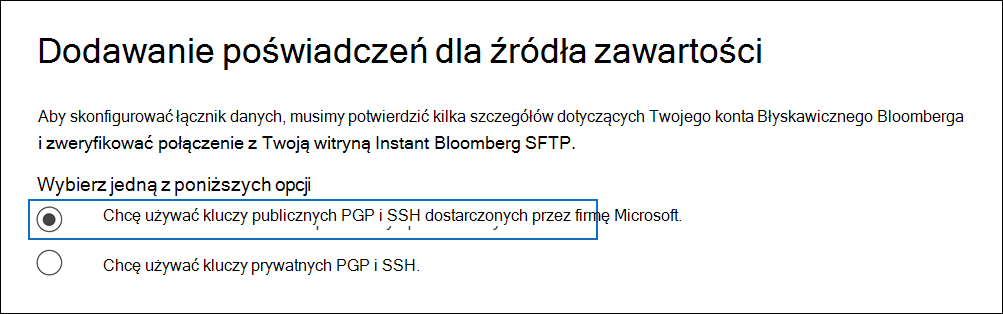 Dodawanie poświadczeń dla źródła zawartości
Aby skonfigurować łącznik danych, musimy potwierdzić kilka szczegółów dotyczących Twojego konta Błyskawicznego Bloomberga
i zweryfikować połączenie z Twoją witryną Instant Bloomberg SFTP.
Wybierz jedną z poniższych opcji
Chcę używać kluczy publicznych PGP i SSH dostarczonych przez firmę Microsoft.
Chcę używać kluczy prywatnych PGP i SSH.